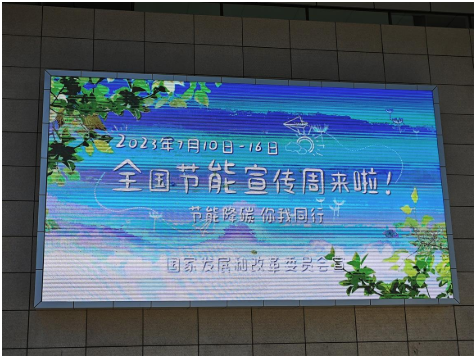 2023年7月10日-16日
全国节能宣传周来啦！
节能降碳 你我同行
国家发展和改革委员会宣